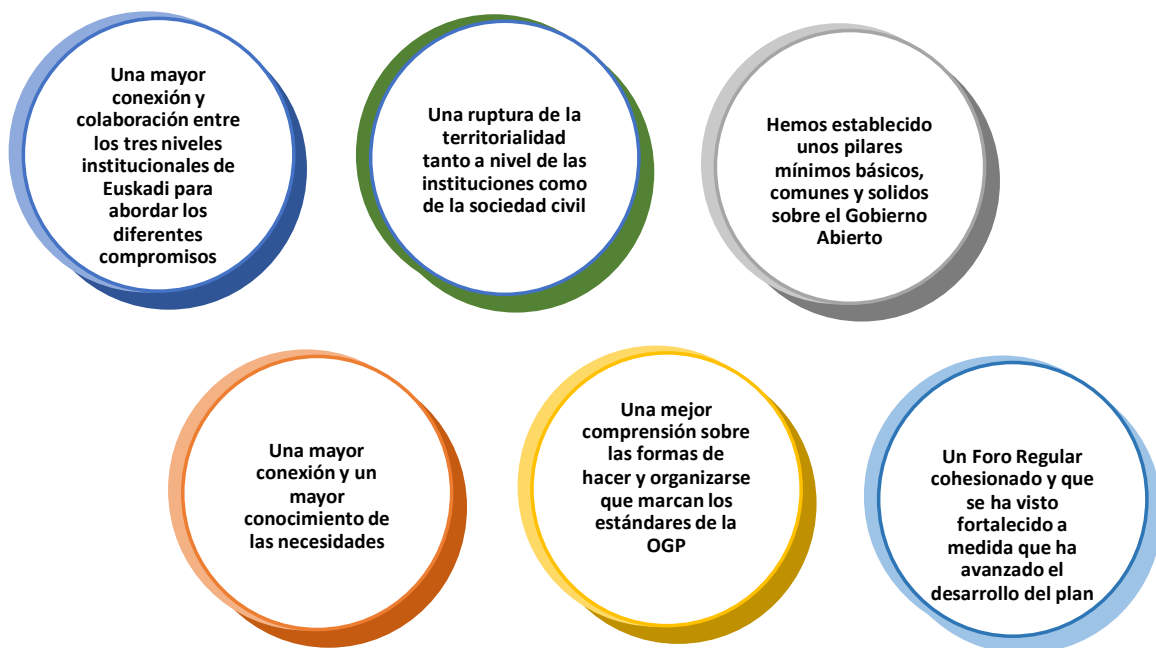 Una mayor
conexión y
colaboración entre
los tres niveles
institucionales de
Euskadi para
abordar los
diferentes
compromisos
Una ruptura de la
territorialidad
tanto a nivel de las
instituciones como
de la sociedad civil
Hemos establecido
unos pilares
mínimos básicos,
comunes y solidos
sobre el Gobierno
Abierto
Una mayor
conexión y un
mayor
conocimiento de
las necesidades
Una mejor
comprensión sobre
las formas de
hacer y organizarse
que marcan los
estándares de la
OGP
Un Foro Regular
cohesionado y que
se ha visto
fortalecido a
medida que ha
avanzado el
desarrollo del plan